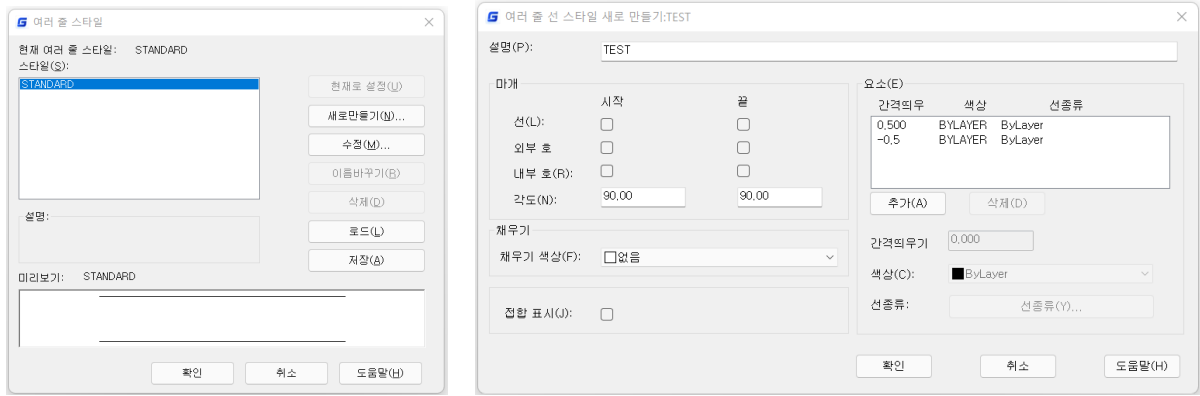 여러 줄 스타일
현재 여러 줄 스타일: STANDARD
스타일(S):
STANDARD
현재로 설정(U)
새로만들기(N)...
수정(M)...
이름바꾸기(R)
삭제(D)
로드(L)
저장(A)
설명:
미리보기: STANDARD
확인 취소 도움말(H)
여러 줄 선 스타일 새로 만들기:TEST
설명(P): TEST
마개
시작 끝
선(L):
외부 호
내부 호(R):
각도(N): 90,00 90,00
채우기
채우기 색상(F): 없음
접합 표시(J):
요소(E)
간격띄우 색상 선종류
0,500 BYLAYER ByLayer
-0,5 BYLAYER ByLayer
추가(A) 삭제(D)
간격띄우기 0,000
색상(C): ByLayer
선종류: 선종류(Y)...
확인 취소 도움말(H)